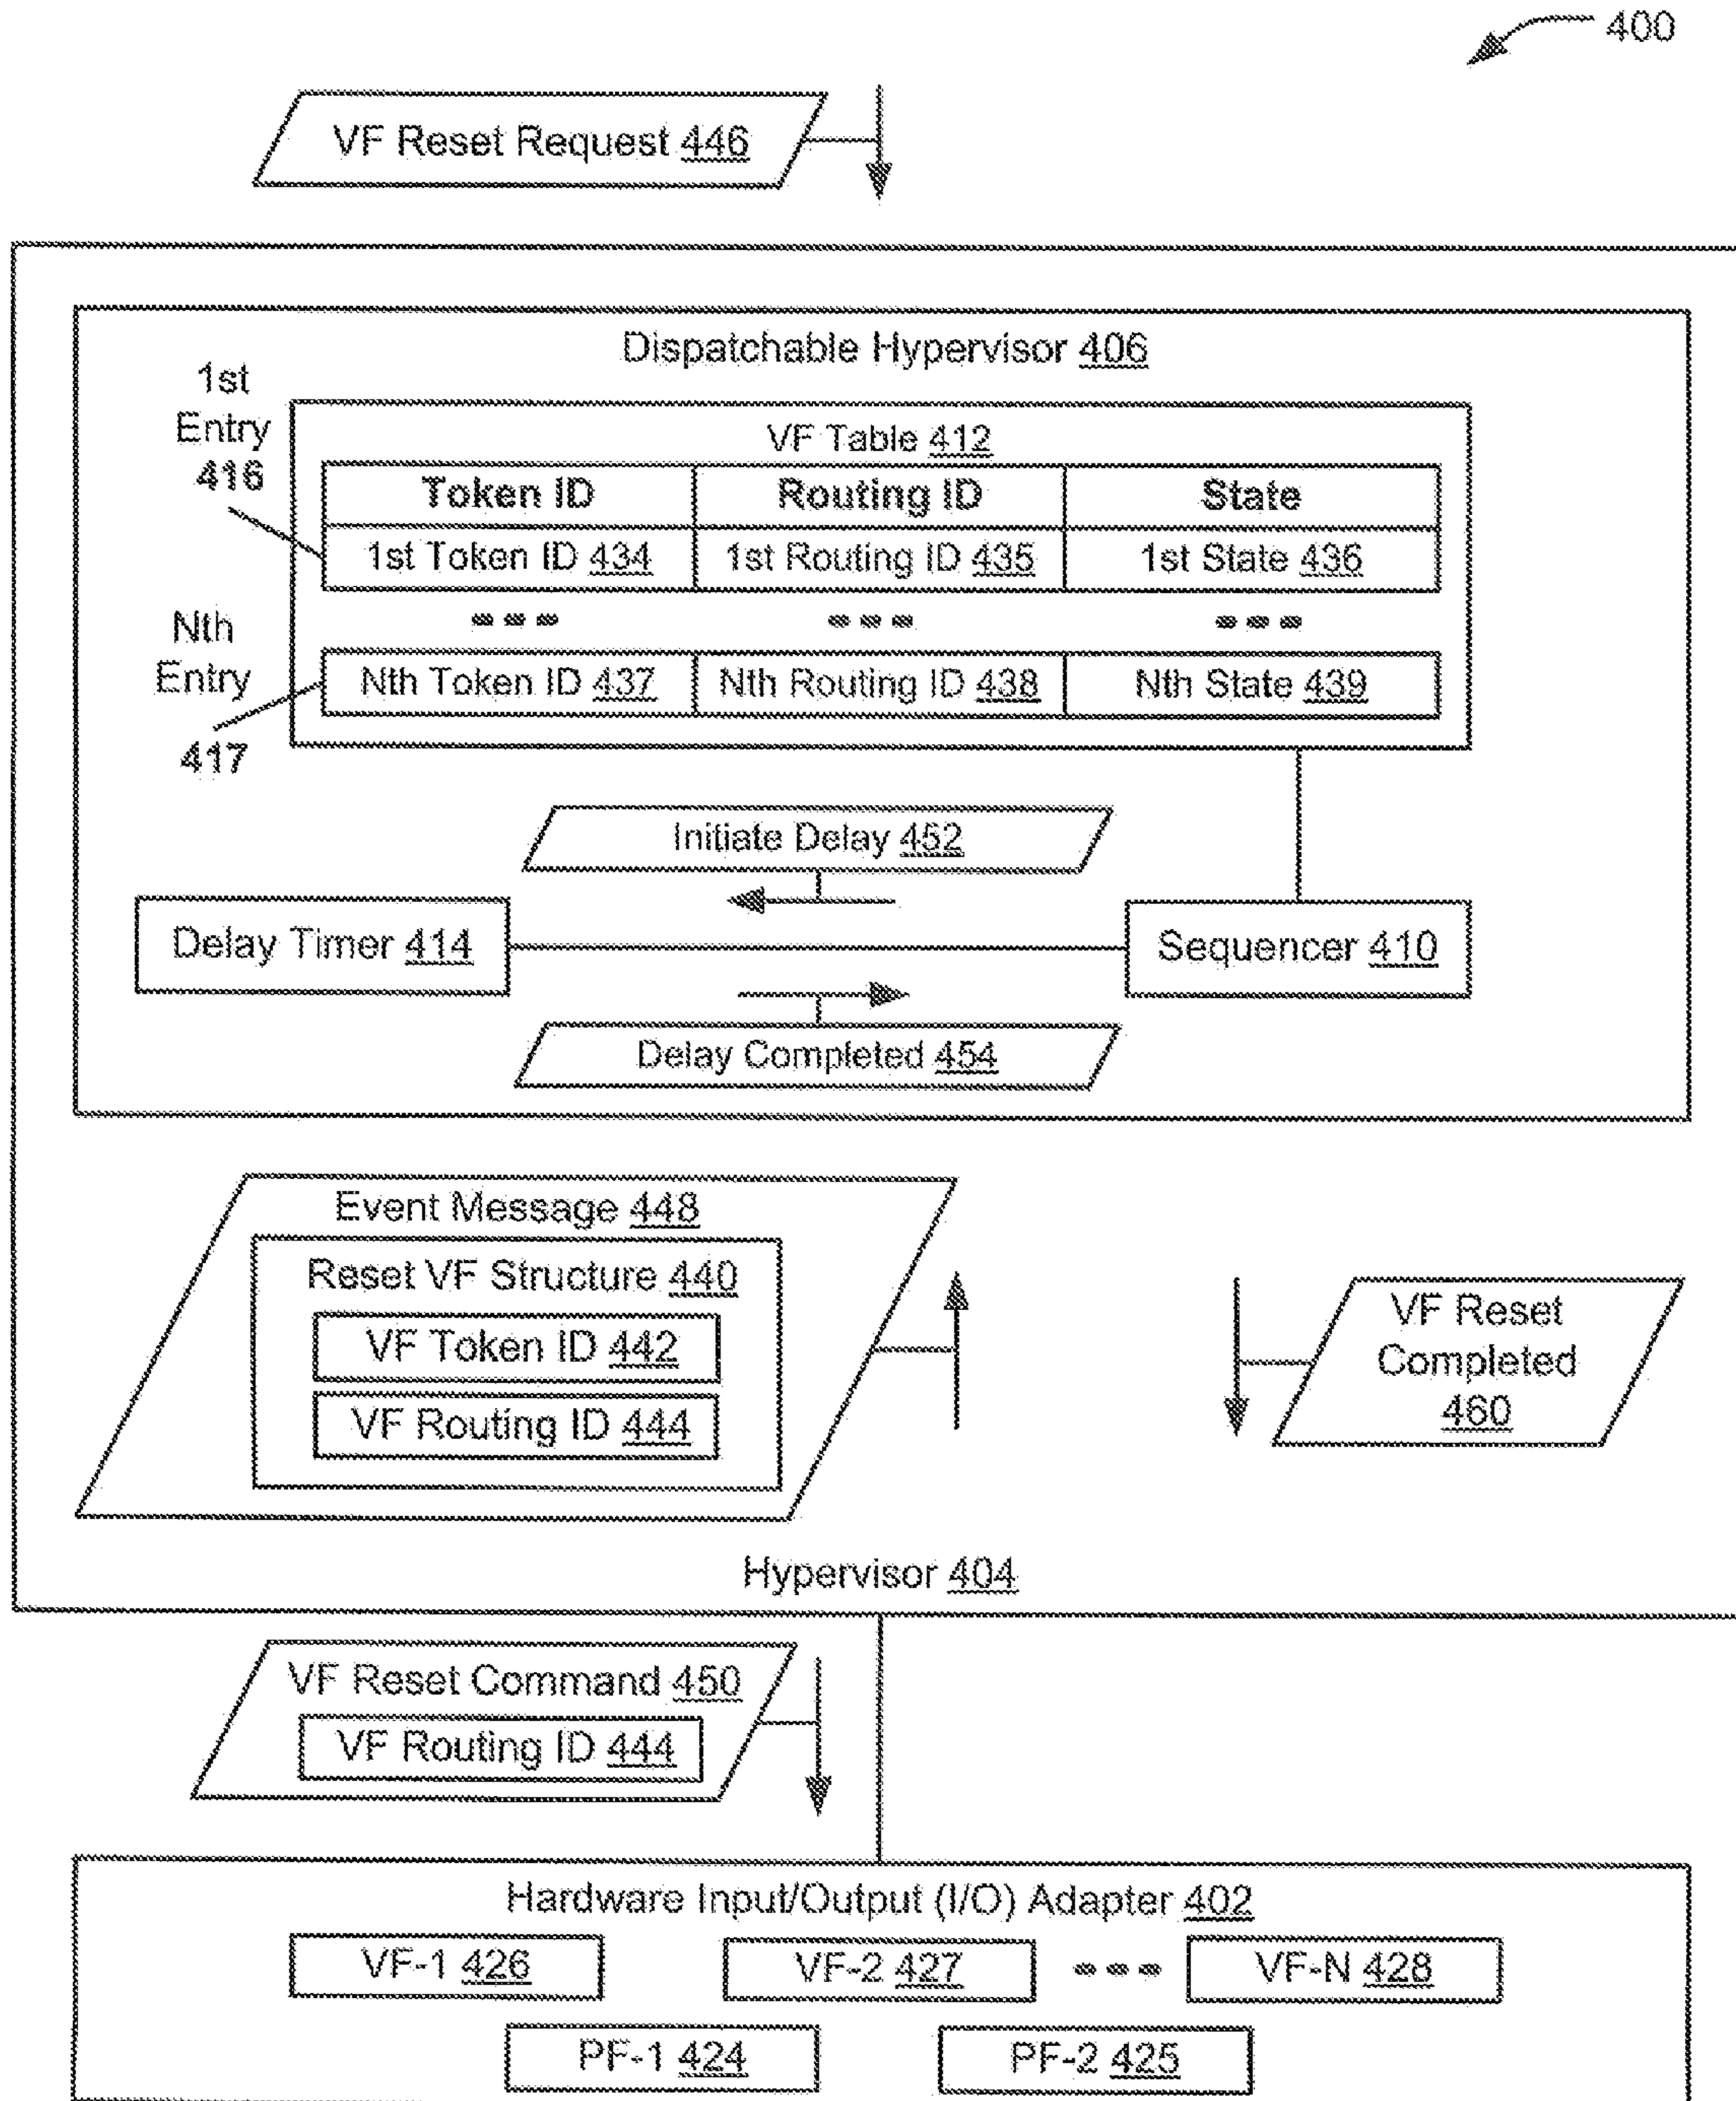 400
VF Reset Request 446
Dispatchable Hypervisor 406
1st
Entry
416
VF Table 412
Token ID Routing ID State
1st Token ID 434 1st Routing ID 435 1st State 436
Nth
Entry
417
Nth Token ID 437 Nth Routing ID 438 Nth State 439
Initiate Delay 452
Delay Timer 414
Sequencer 410
Delay Completed 454
Event Message 448
Reset VF Structure 440
VF Token ID 442
VF Routing ID 444
VF Reset
Completed
460
Hypervisor 404
VF Reset Command 450
VF Routing ID 444
Hardware Input/Output (I/O) Adapter 402
VF-1 426 VF-2 427 VF-N 428
PF-1 424 PF-2 425